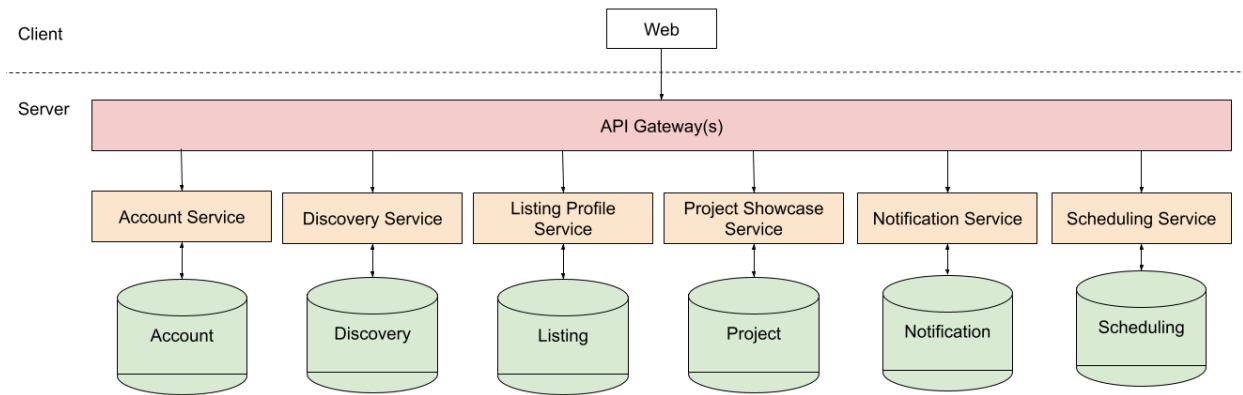 Client
Web
Server
API Gateway(s)
Account Service
Discovery Service
Listing Profile
Service
Project Showcase
Service
Notification Service
Scheduling Service
Account
Discovery
Listing
Project
Notification
Scheduling